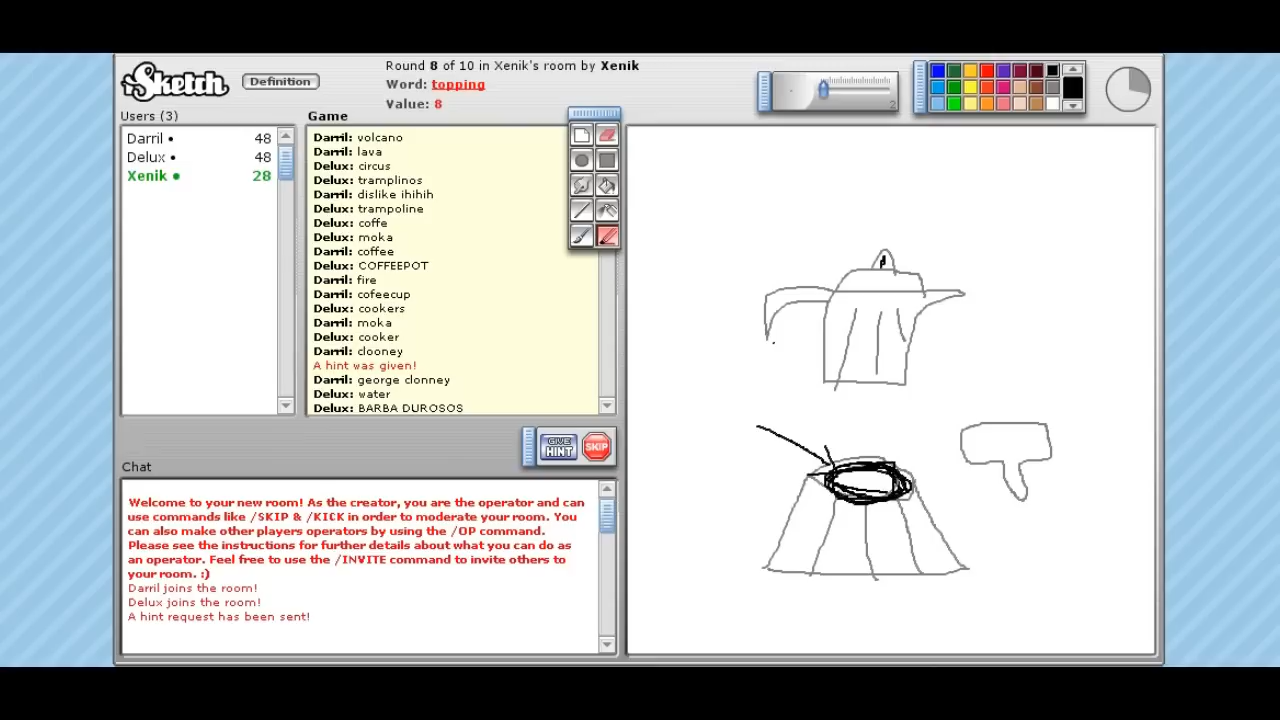 iSketch
Definition
Round 8 of 10 in Xenik's room by Xenik
Word: topping
Value: 8
2
Users (3)
Darril • 48
Delux • 48
Xenik • 28
Game
Darril: volcano
Darril: lava
Delux: circus
Delux: tramplinos
Darril: dislike ihihih
Delux: trampoline
Delux: coffe
Delux: moka
Darril: coffee
Delux: COFFEEPOT
Darril: fire
Darril: cofeecup
Delux: cookers
Darril: moka
Delux: cooker
Darril: clooney
A hint was given!
Darril: george clonney
Delux: water
Delux: BARBA DUROSOS
GIVE HINT
SKIP
Chat
Welcome to your new room! As the creator, you are the operator and can
use commands like /SKIP & /KICK in order to moderate your room. You
can also make other players operators by using the /OP command.
Please see the instructions for further details about what you can do as
an operator. Feel free to use the /INVITE command to invite others to
your room. :)
Darril joins the room!
Delux joins the room!
A hint request has been sent!